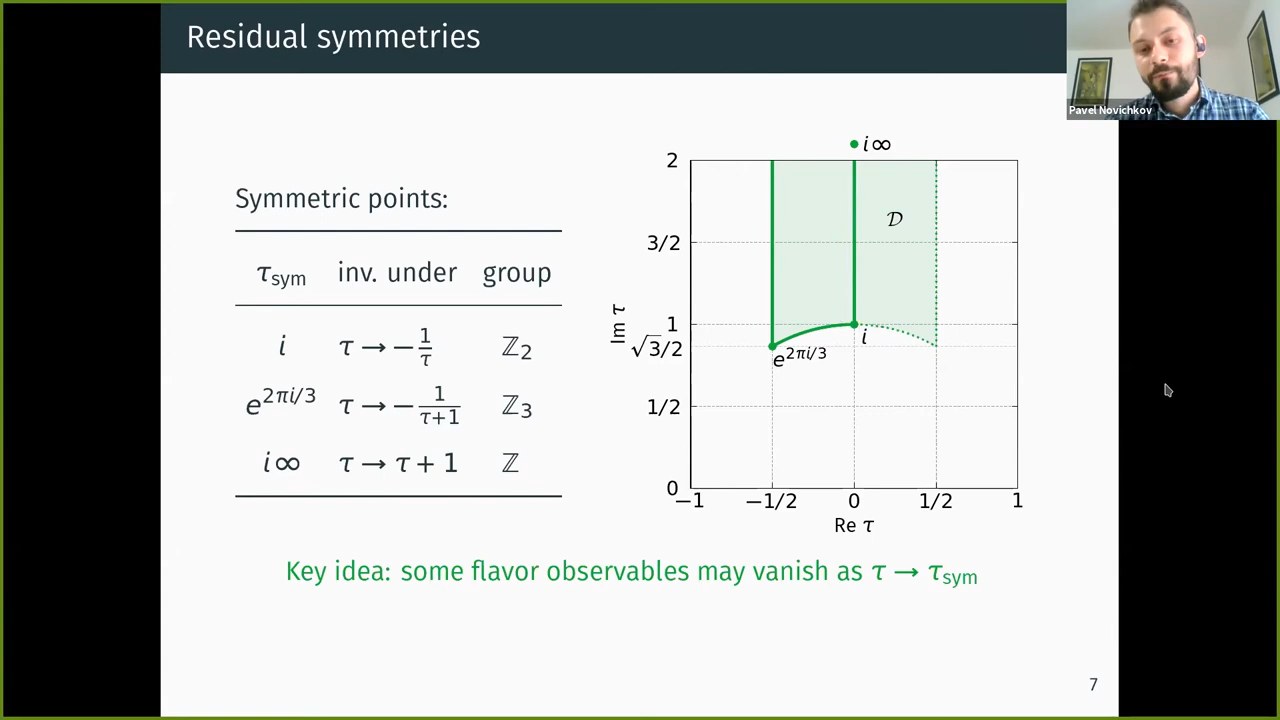 Residual symmetries
Pavel Novichkov
Symmetric points:
τsym inv. under group
i τ → −1/τ ℤ2
e^2πi/3 τ → −1/(τ+1) ℤ3
i∞ τ → τ + 1 ℤ
i∞
2
𝒟
3/2
1
i
√3/2
e^2πi/3
1/2
0
−1 −1/2 0 1/2 1
Re τ
Im τ
Key idea: some flavor observables may vanish as τ → τsym
7